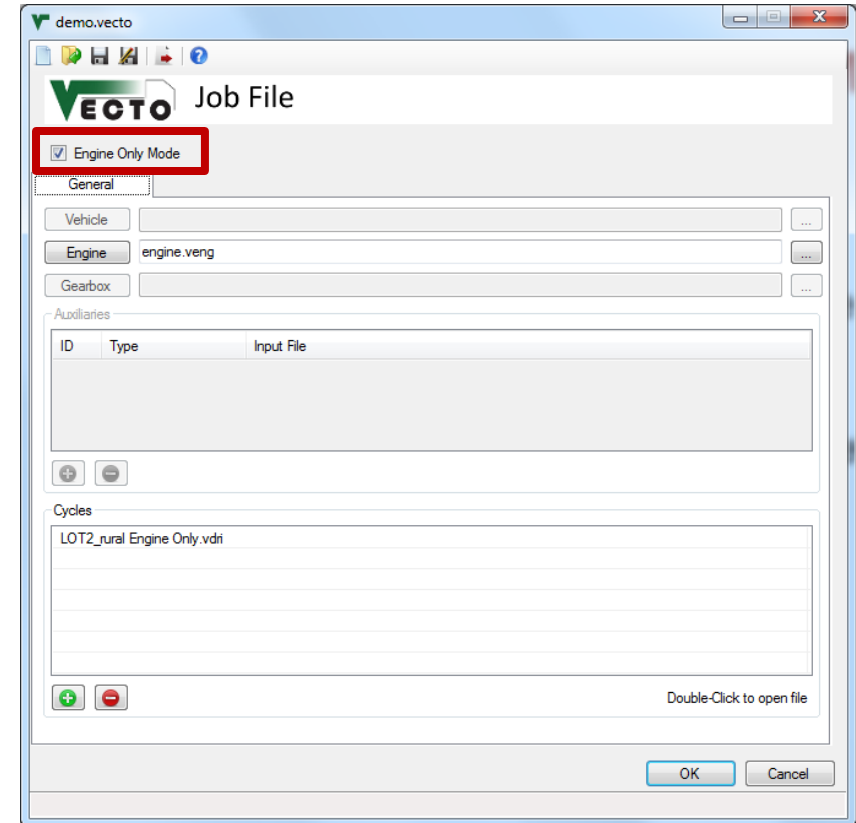 demo.vecto
VECTO Job File
Engine Only Mode
General
Vehicle ...
Engine engine.veng ...
Gearbox ...
Auxiliaries
ID Type Input File
Cycles
LOT2_rural Engine Only.vdri
Double-Click to open file
OK Cancel